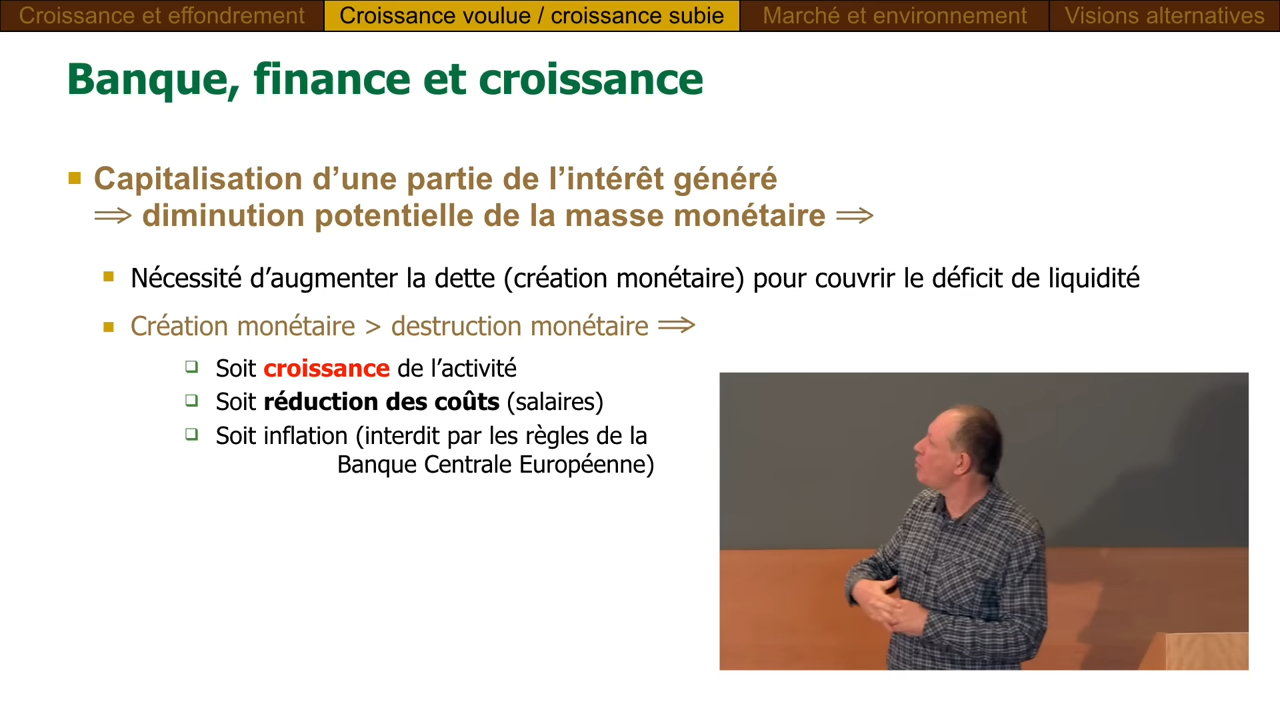 Croissance et effondrement
Croissance voulue / croissance subie
Marché et environnement
Visions alternatives
Banque, finance et croissance
Capitalisation d’une partie de l’intérêt généré
⇒ diminution potentielle de la masse monétaire ⇒
Nécessité d’augmenter la dette (création monétaire) pour couvrir le déficit de liquidité
Création monétaire > destruction monétaire ⇒
Soit croissance de l’activité
Soit réduction des coûts (salaires)
Soit inflation (interdit par les règles de la
Banque Centrale Européenne)